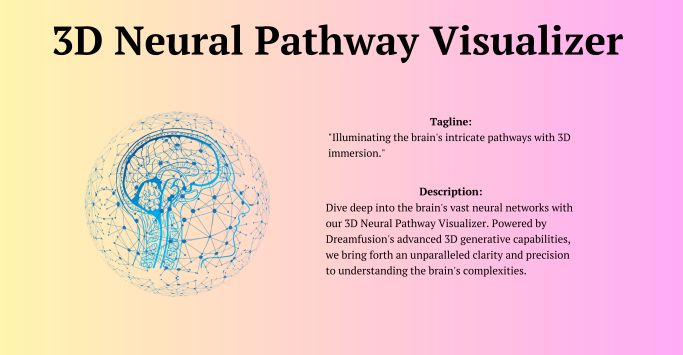 3D Neural Pathway Visualizer
Tagline:
"Illuminating the brain's intricate pathways with 3D
immersion."
Description:
Dive deep into the brain's vast neural networks with
our 3D Neural Pathway Visualizer. Powered by
Dreamfusion's advanced 3D generative capabilities,
we bring forth an unparalleled clarity and precision
to understanding the brain's complexities.